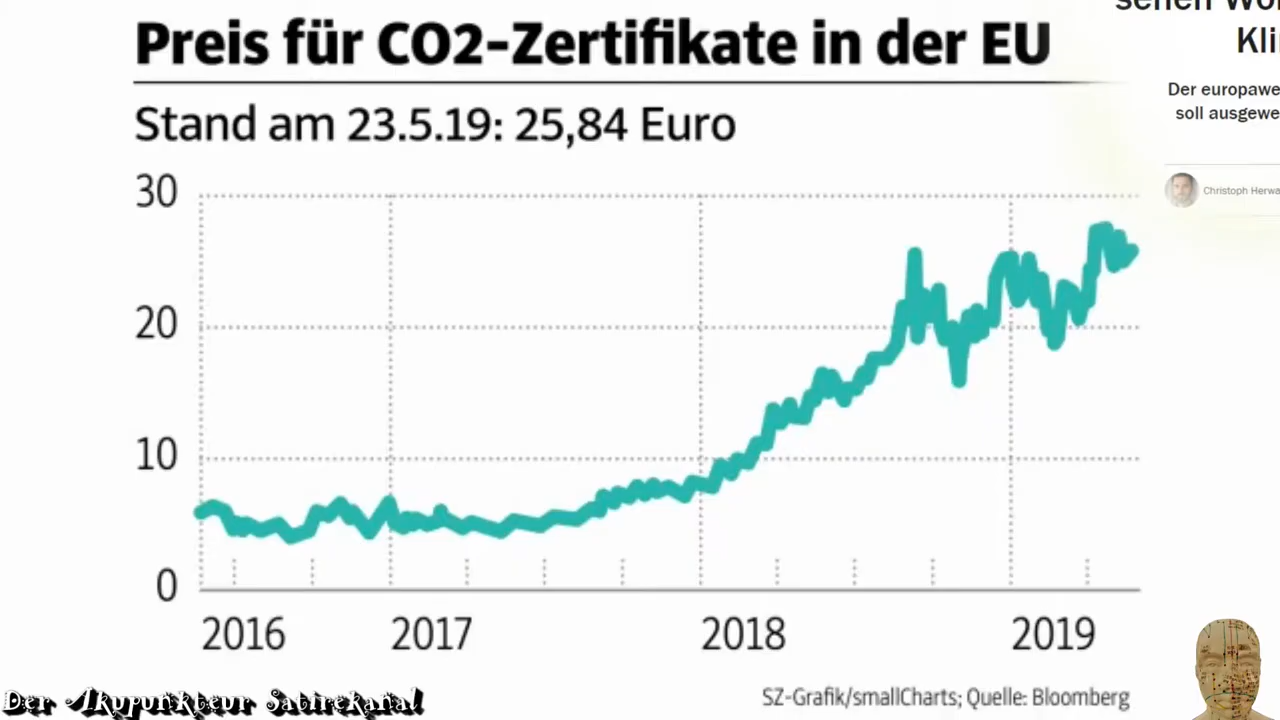 Preis für CO2-Zertifikate in der EU
Stand am 23.5.19: 25,84 Euro
30
20
10
0
2016 2017 2018 2019
SZ-Grafik/smallCharts; Quelle: Bloomberg
Kli
Der europawe
soll ausgewe
Christoph Herwa
Der Akupunkteur Satirekanal